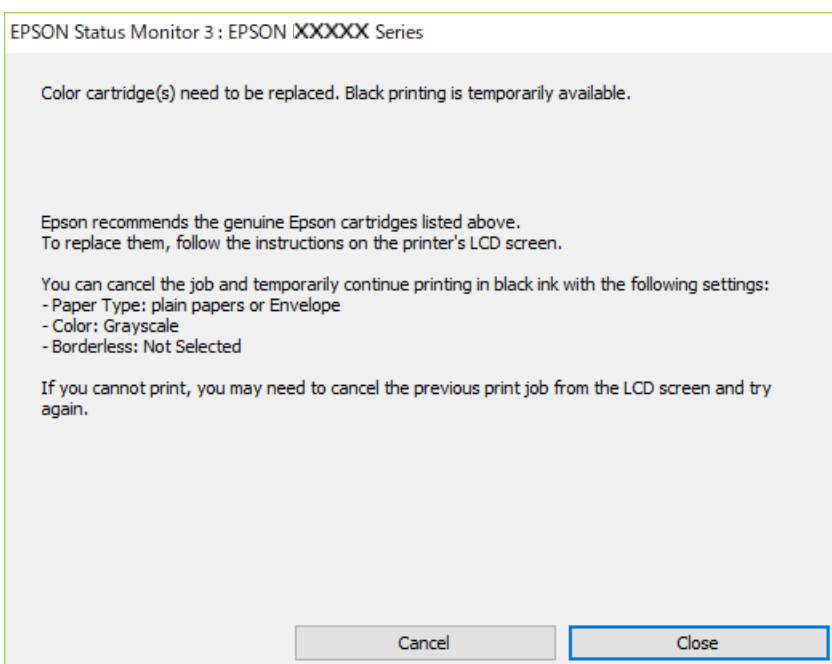 EPSON Status Monitor 3 : EPSON XXXXX Series
Color cartridge(s) need to be replaced. Black printing is temporarily available.
Epson recommends the genuine Epson cartridges listed above.
To replace them, follow the instructions on the printer's LCD screen.
You can cancel the job and temporarily continue printing in black ink with the following settings:
- Paper Type: plain papers or Envelope
- Color: Grayscale
- Borderless: Not Selected
If you cannot print, you may need to cancel the previous print job from the LCD screen and try
again.
Cancel
Close